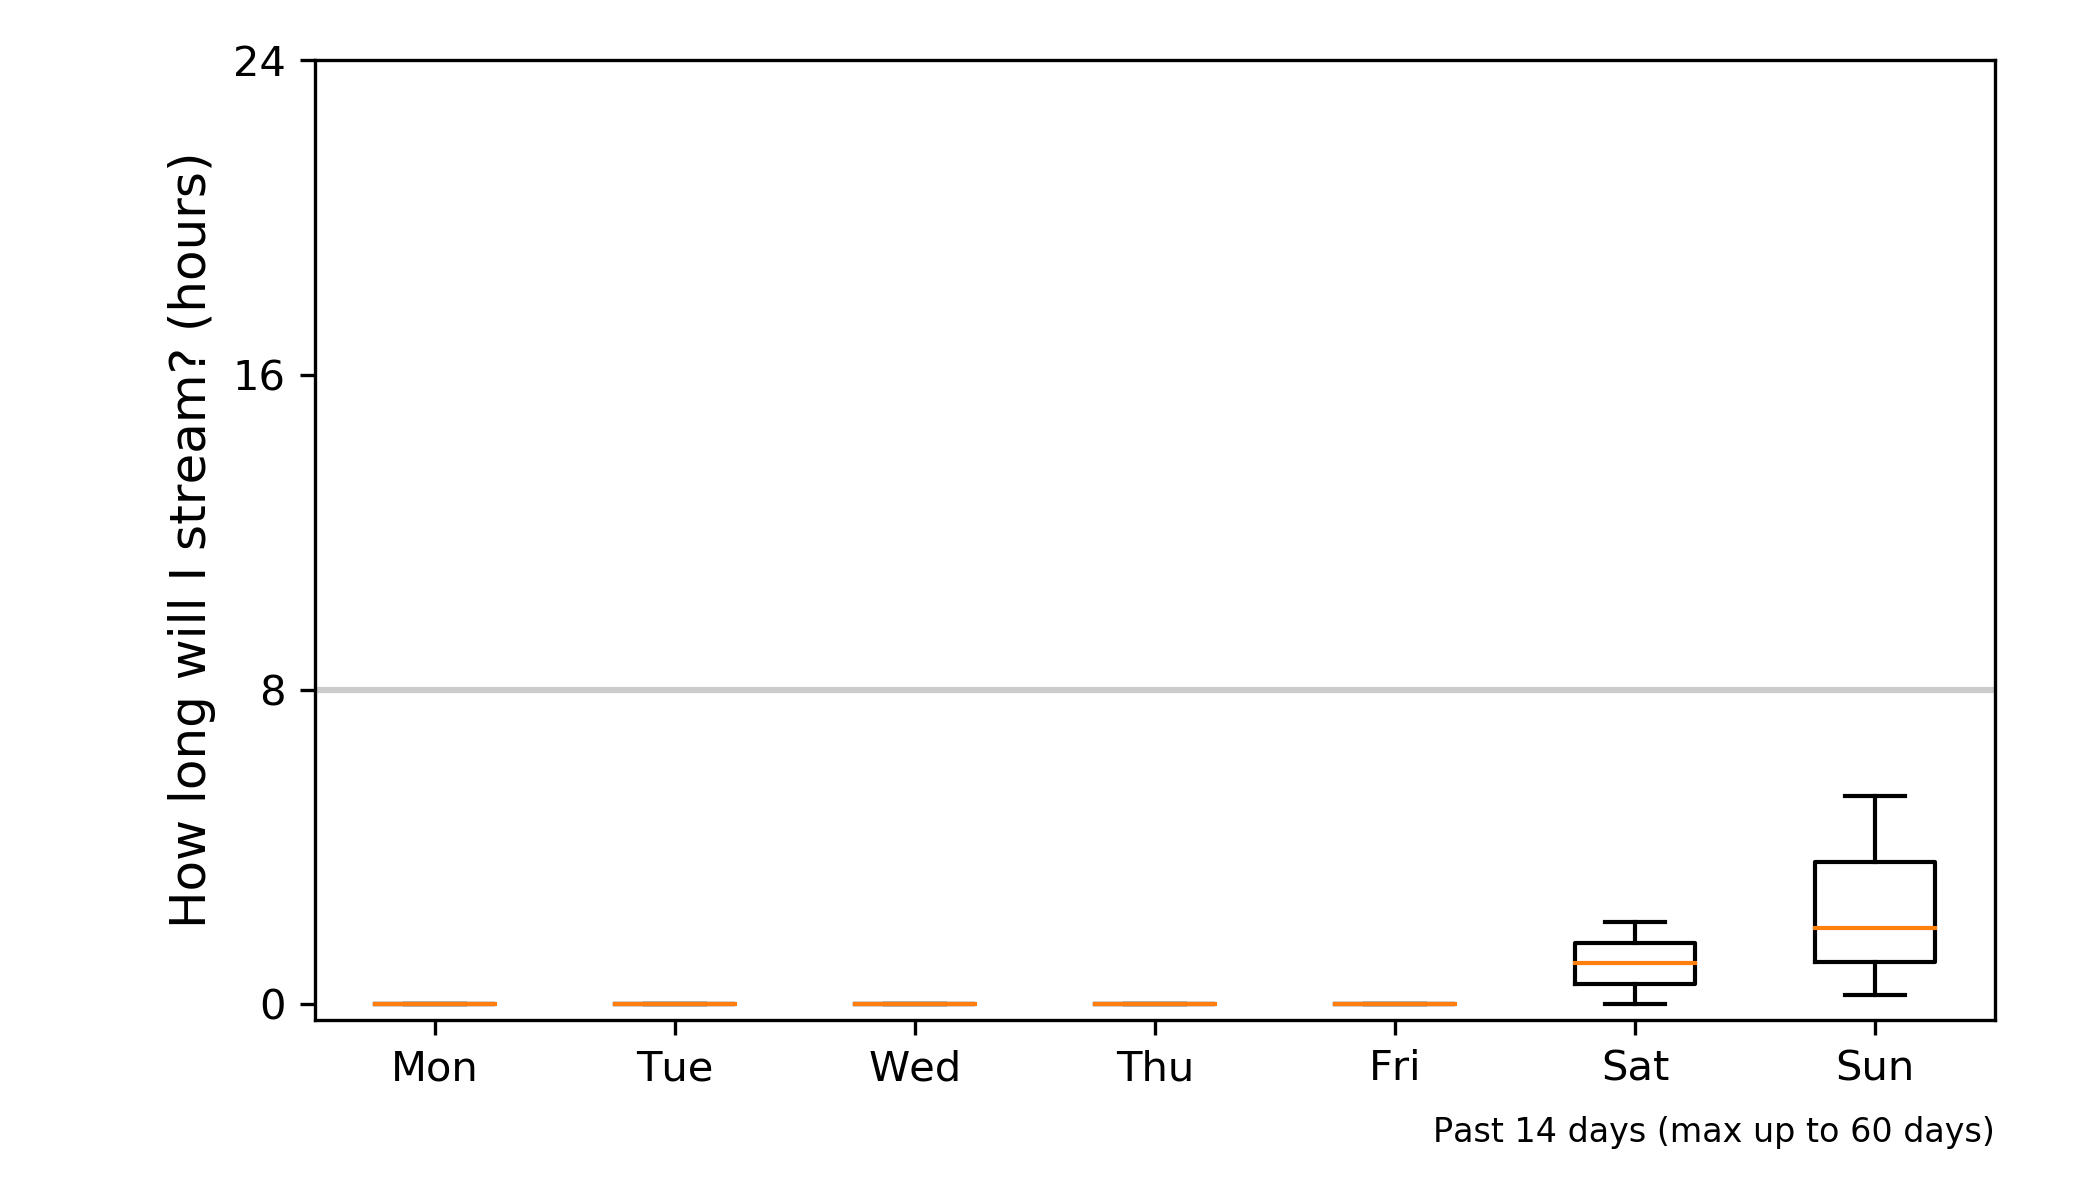 How long will I stream? (hours)
24
16
8
0
Mon Tue Wed Thu Fri Sat Sun
Past 14 days (max up to 60 days)